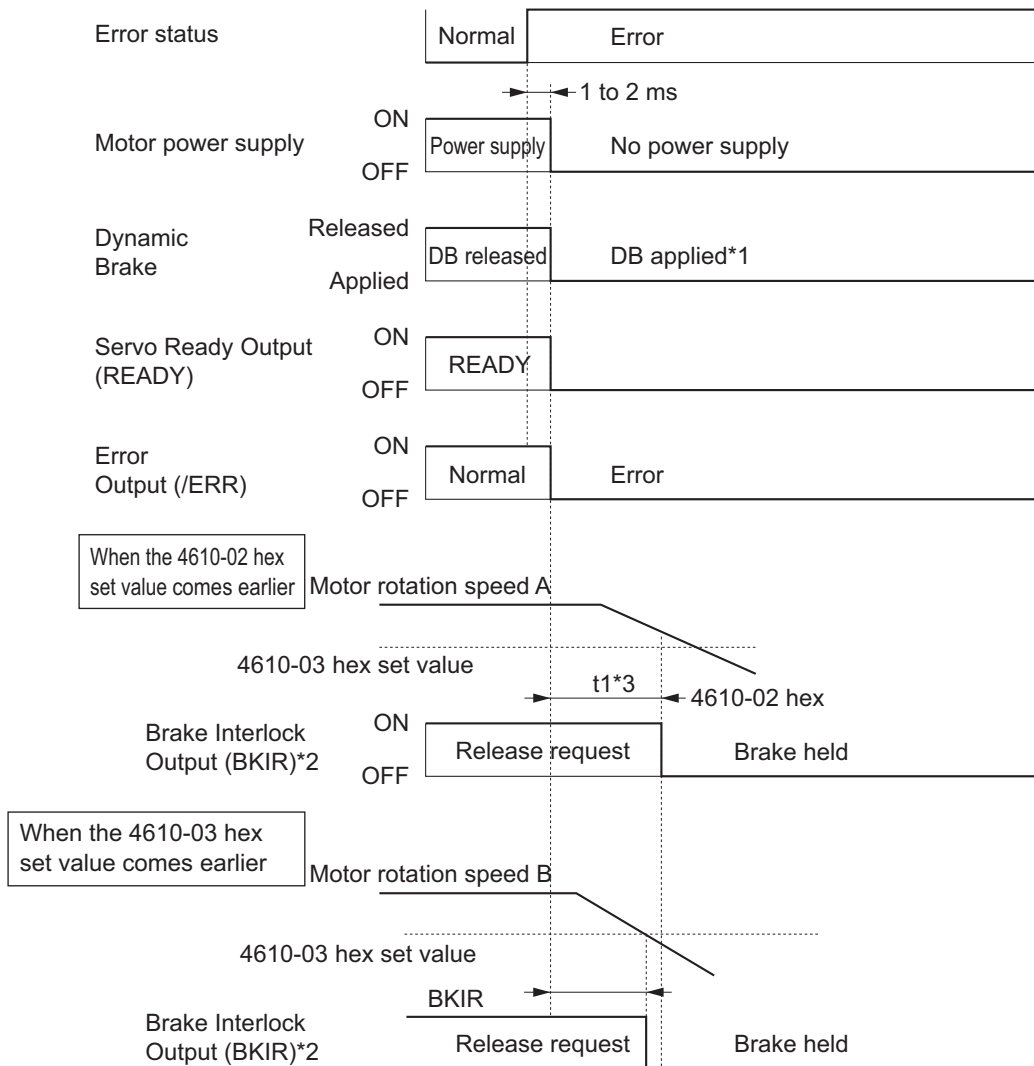 Error status
Normal
Error
1 to 2 ms
Motor power supply
ON
OFF
Power supply
No power supply
Dynamic
Brake
Released
Applied
DB released
DB applied*1
Servo Ready Output
(READY)
ON
OFF
READY
Error
Output (/ERR)
ON
OFF
Normal
Error
When the 4610-02 hex
set value comes earlier
Motor rotation speed A
4610-03 hex set value
t1*3
4610-02 hex
Brake Interlock
Output (BKIR)*2
ON
OFF
Release request
Brake held
When the 4610-03 hex
set value comes earlier
Motor rotation speed B
4610-03 hex set value
BKIR
Brake Interlock
Output (BKIR)*2
Release request
Brake held